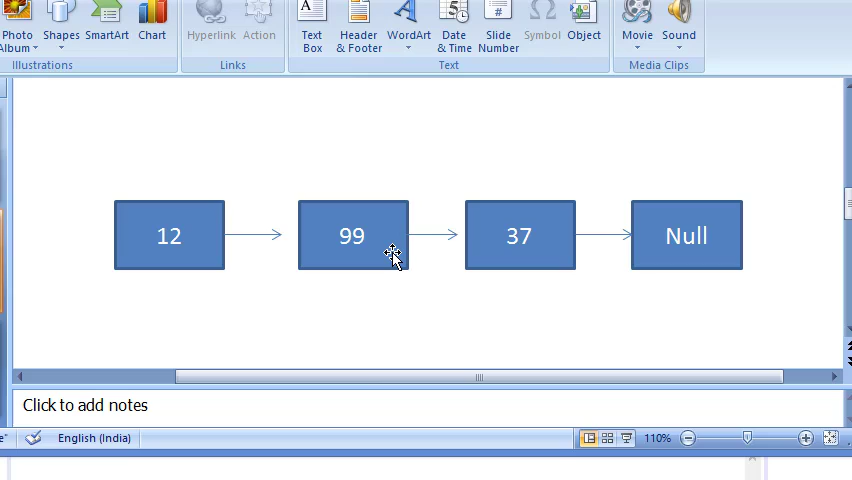 Photo Album
Shapes
SmartArt
Chart
Hyperlink
Action
Text Box
Header & Footer
WordArt
Date & Time
Slide Number
Symbol
Object
Movie
Sound
Illustrations
Links
Text
Media Clips
12
99
37
Null
Click to add notes
English (India)
110%